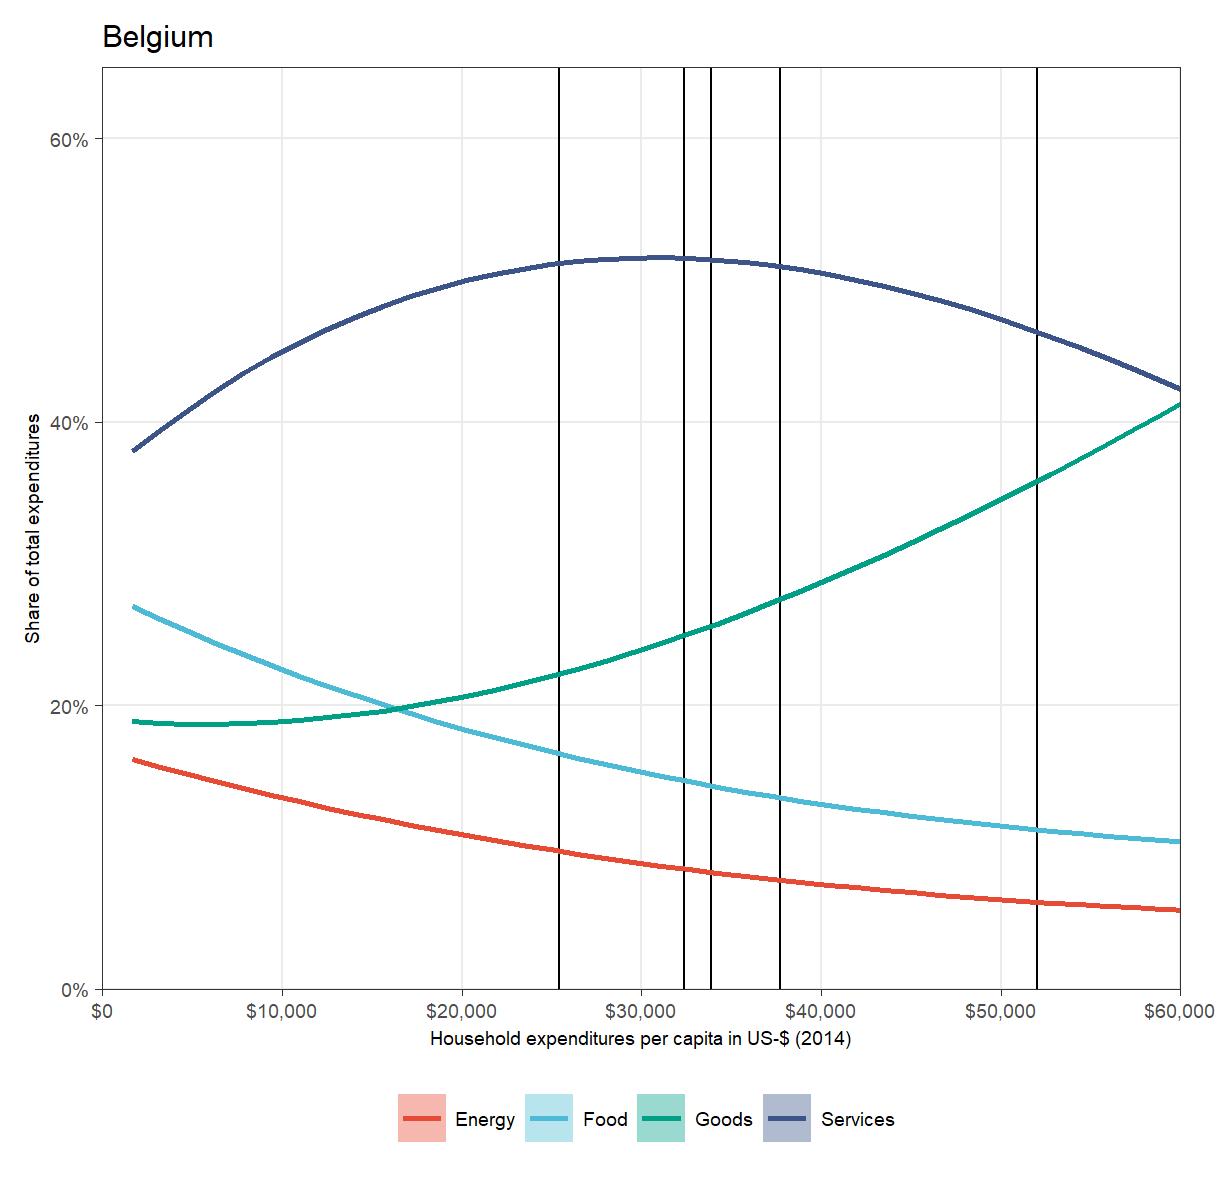 Belgium
60%
40%
20%
0%
Share of total expenditures
$0 $10,000 $20,000 $30,000 $40,000 $50,000 $60,000
Household expenditures per capita in US-$ (2014)
Energy Food Goods Services